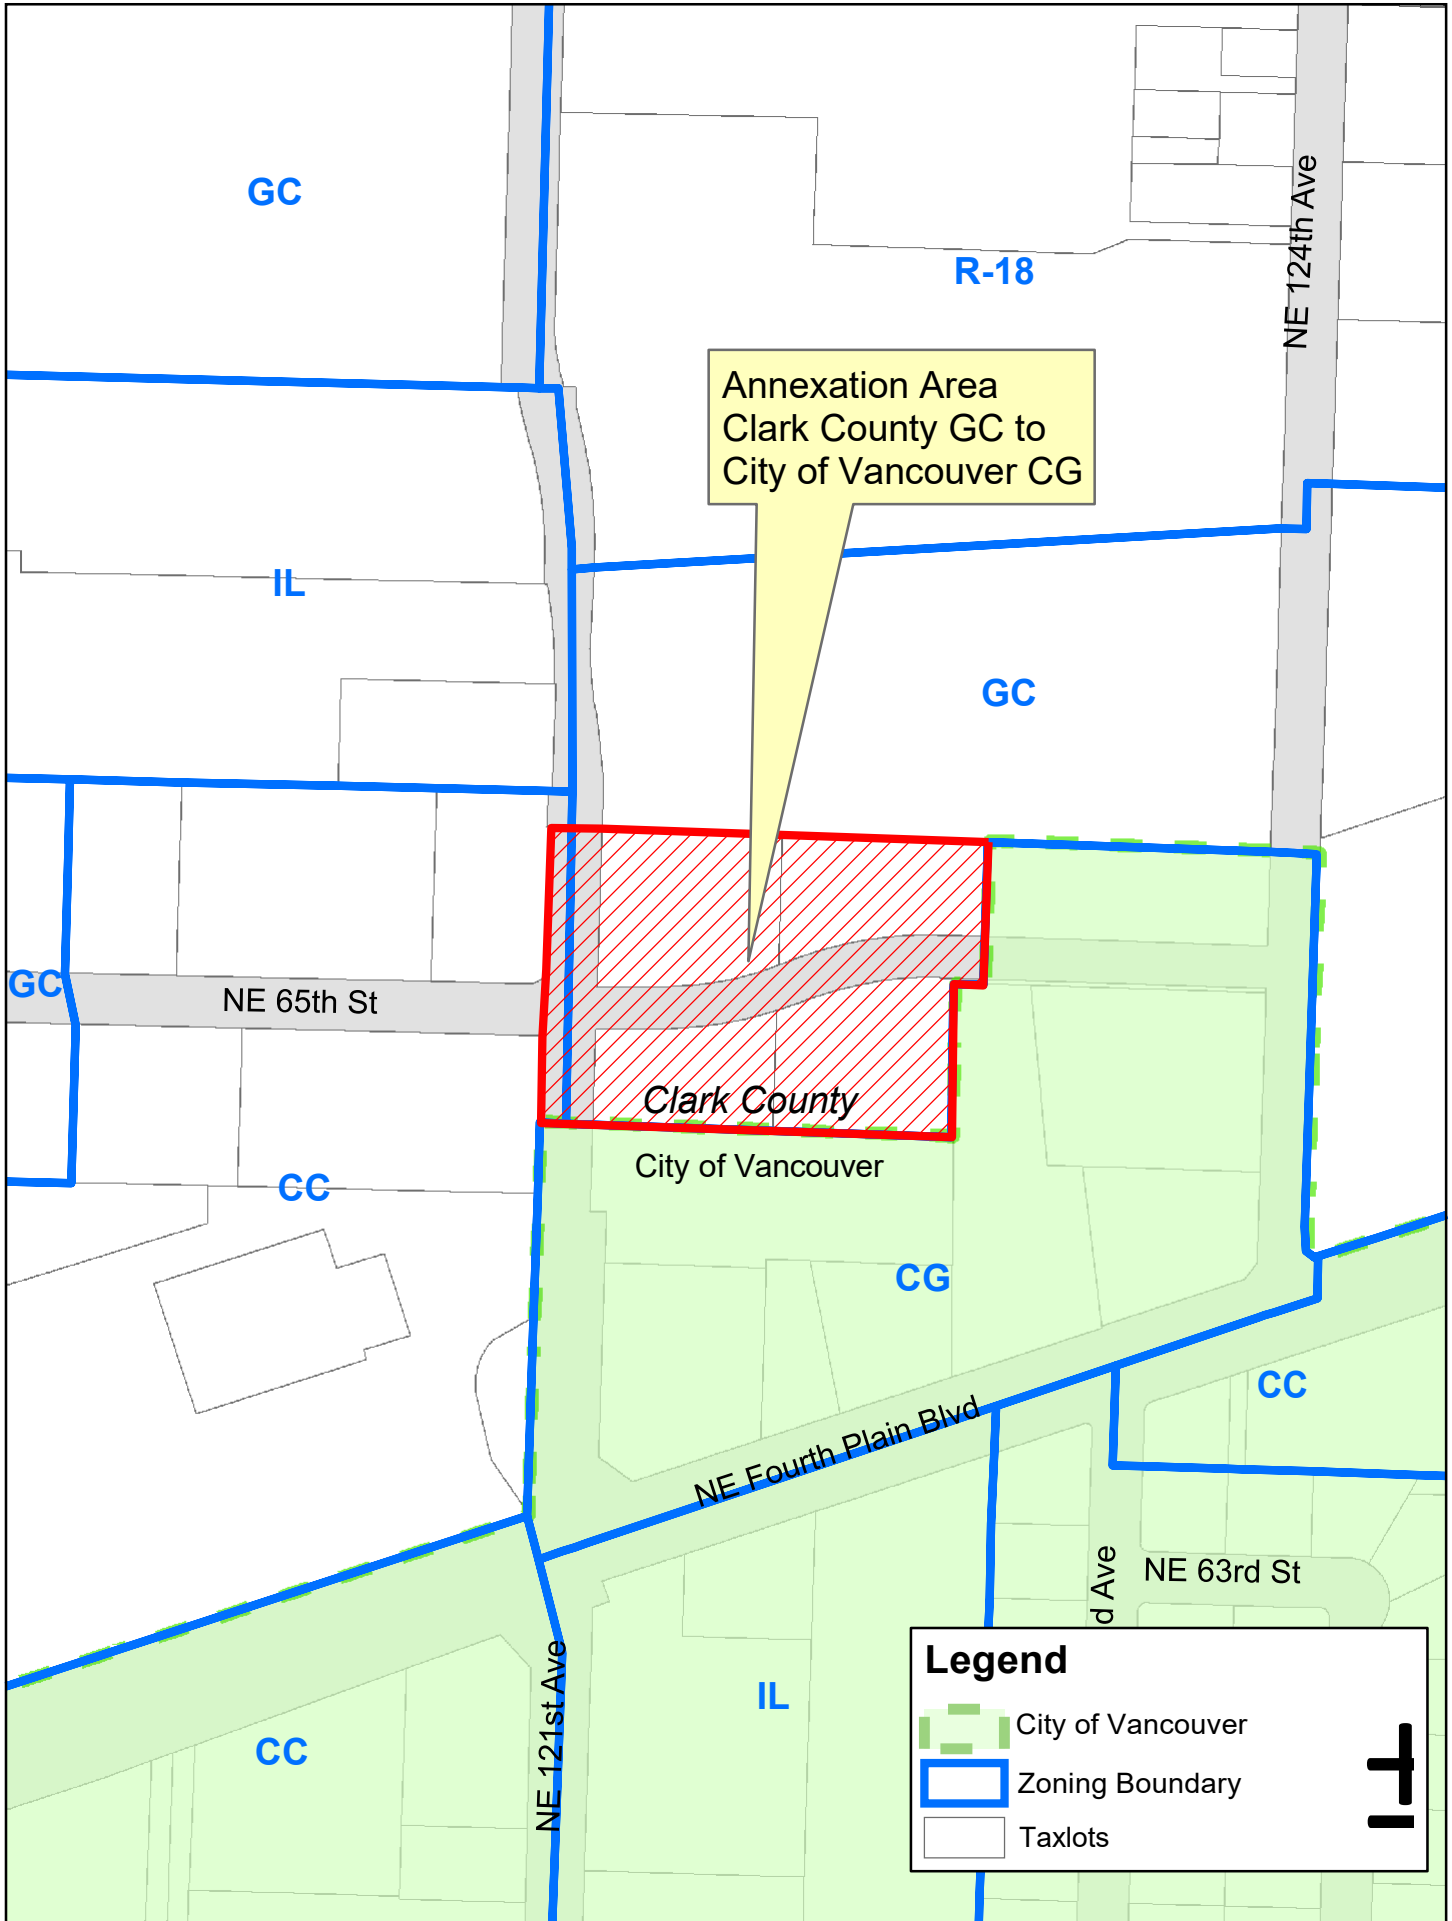 GC
NE 124th Ave
R-18
Annexation Area
Clark County GC to
City of Vancouver CG
IL
GC
GC
NE 65th St
Clark County
City of Vancouver
CC
CG
CC
NE Fourth Plain Blvd
d Ave
NE 63rd St
NE 121st Ave
IL
CC
Legend
City of Vancouver
Zoning Boundary
Taxlots